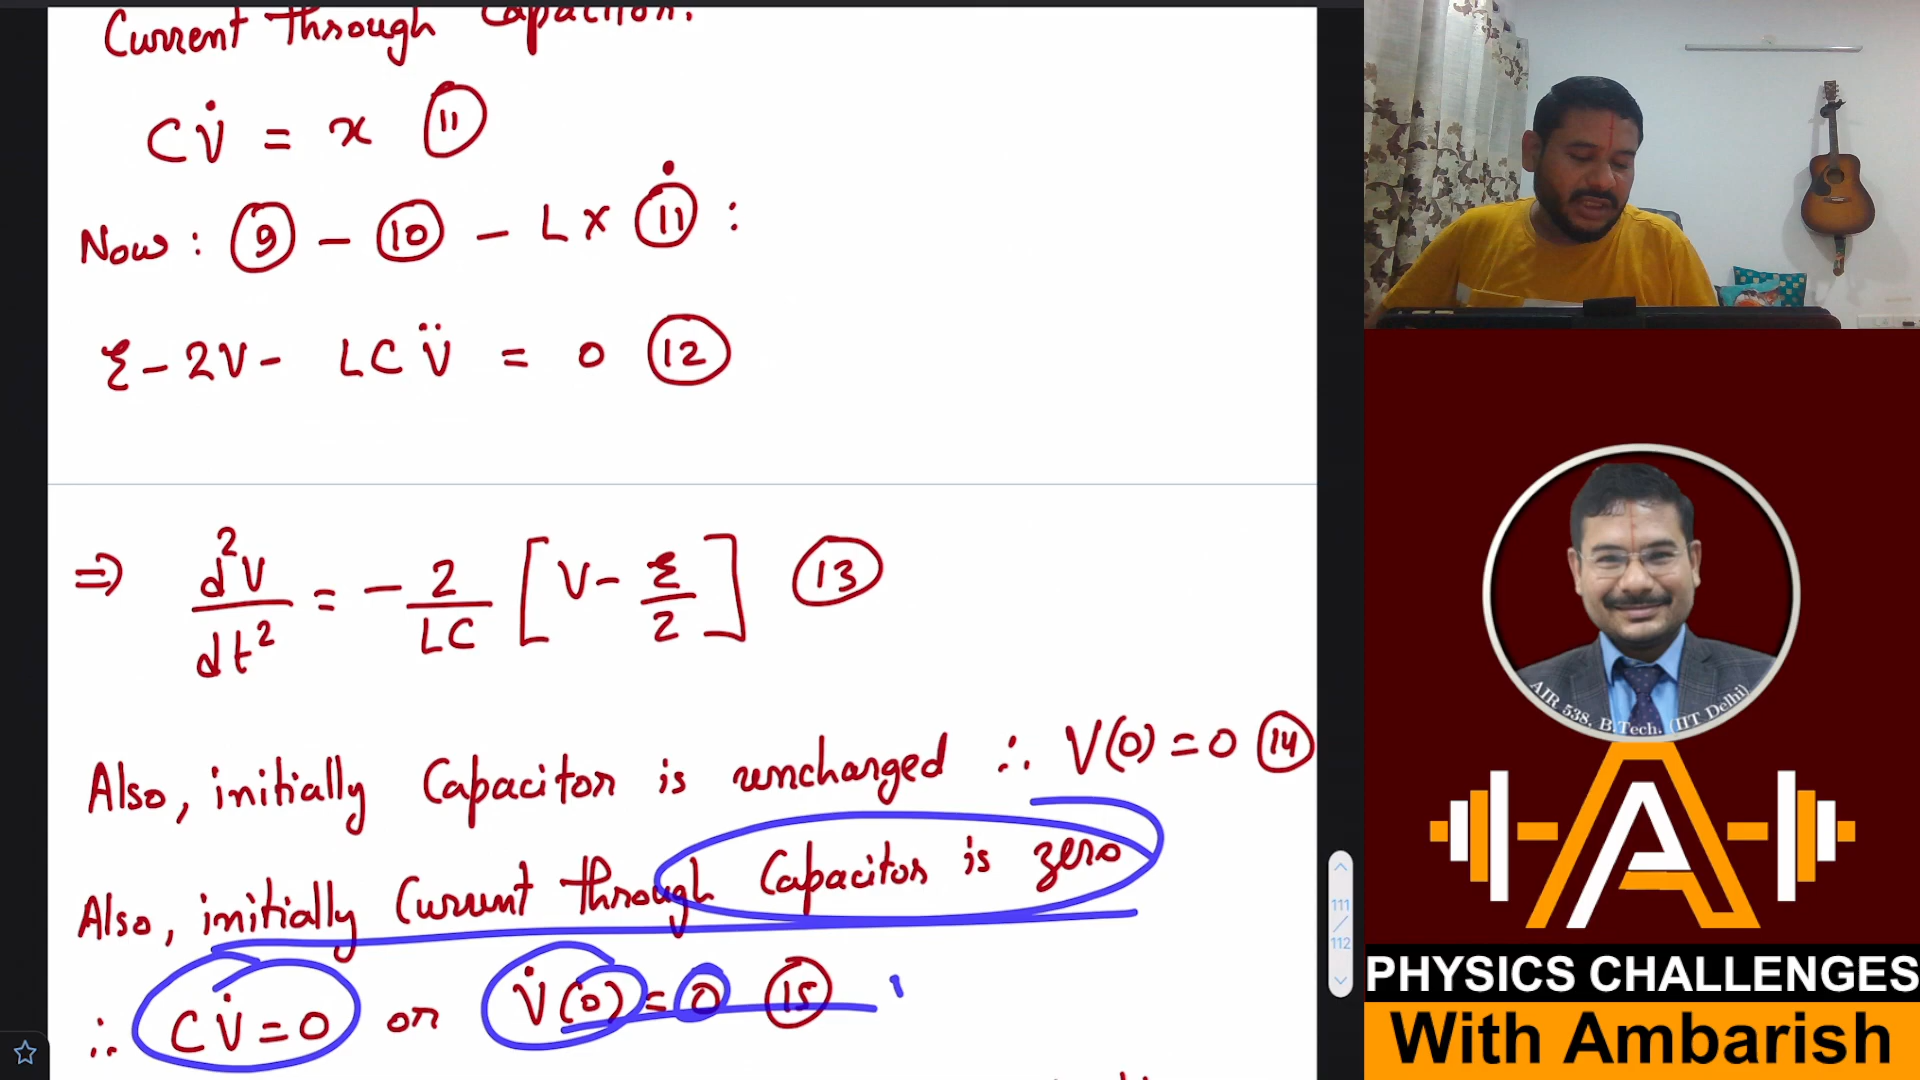 Current through Capacitor.
CV̇ = x (11)
Now : (9) − (10) − L × (11)̇ :
ξ − 2V − LCV̈ = 0 (12)
⇒ d²V/dt² = − 2/LC [V − ξ/2] (13)
Also, initially Capacitor is uncharged ∴ V(0) = 0 (14)
Also, initially Current through Capacitor is zero
∴ CV̇ = 0 or V̇(0) = 0 (15)
111
/
112
AIR 538, B.Tech. (IIT Delhi)
A
PHYSICS CHALLENGES
With Ambarish